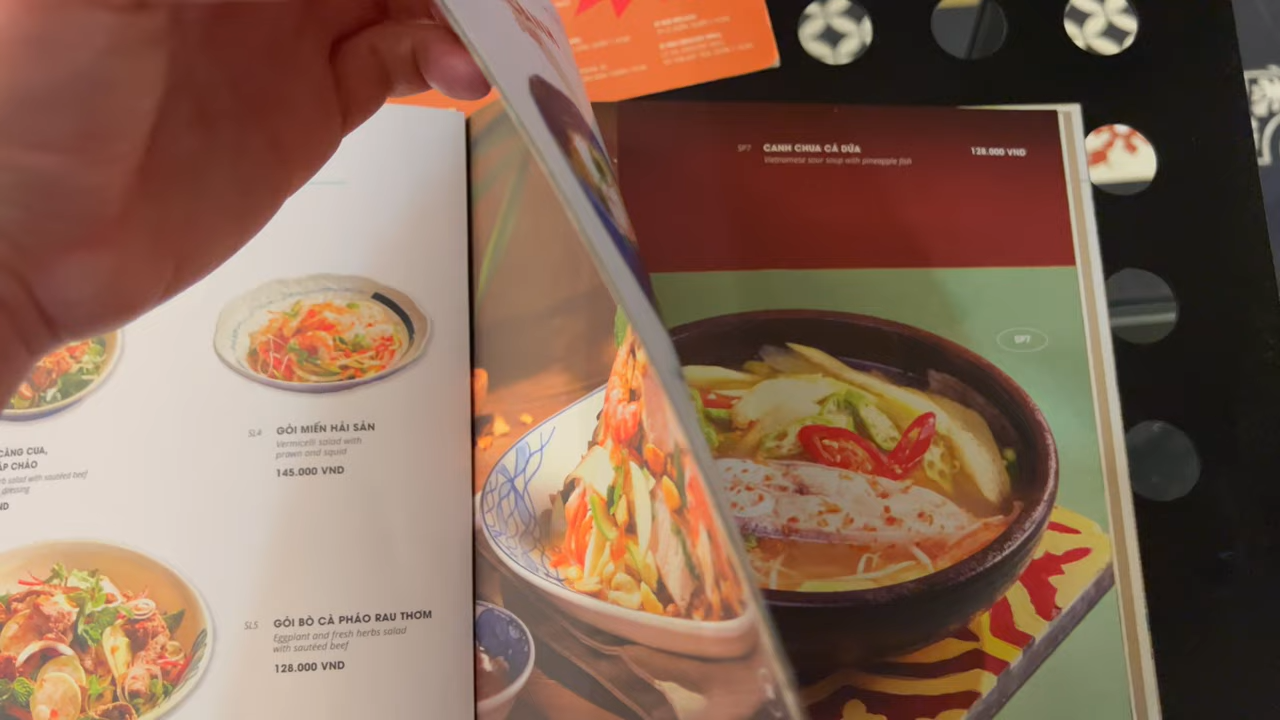 CÀNG CUA,
ÁP CHẢO
salad with sautéed beef
dressing
ND
SL4 GỎI MIẾN HẢI SẢN
Vermicelli salad with
prawn and squid
145.000 VND
SL5 GỎI BÒ CÀ PHÁO RAU THƠM
Eggplant and fresh herbs salad
with sautéed beef
128.000 VND
SP7 CANH CHUA CÁ DỨA 128.000 VND
Vietnamese sour soup with pineapple fish
SP7